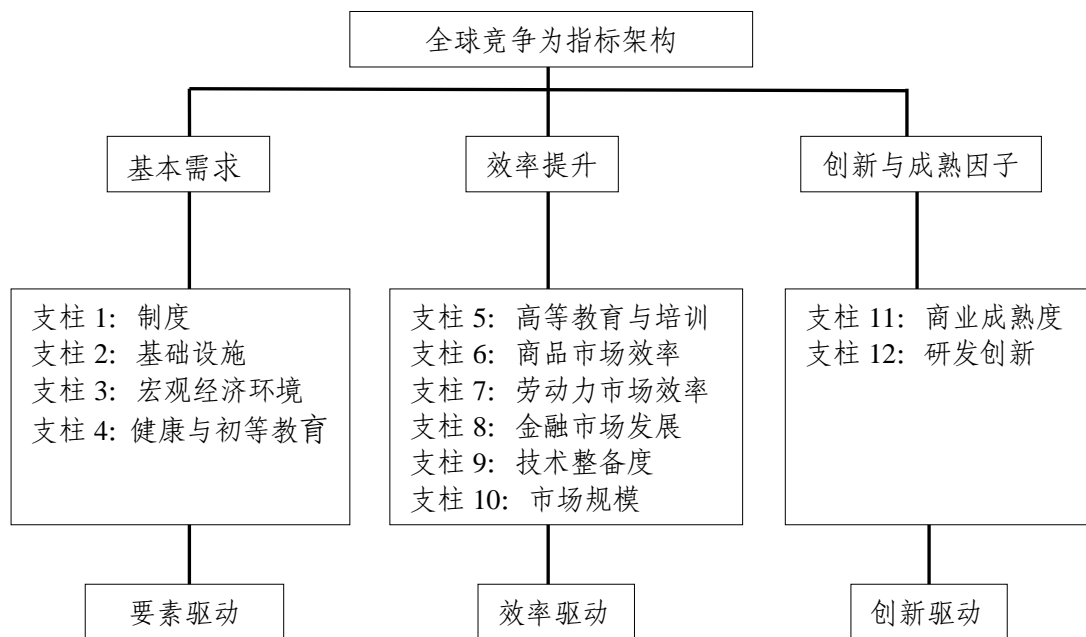 全球竞争为指标架构
基本需求
效率提升
创新与成熟因子
支柱 1: 制度
支柱 2: 基础设施
支柱 3: 宏观经济环境
支柱 4: 健康与初等教育
支柱 5: 高等教育与培训
支柱 6: 商品市场效率
支柱 7: 劳动力市场效率
支柱 8: 金融市场发展
支柱 9: 技术整备度
支柱 10: 市场规模
支柱 11: 商业成熟度
支柱 12: 研发创新
要素驱动
效率驱动
创新驱动